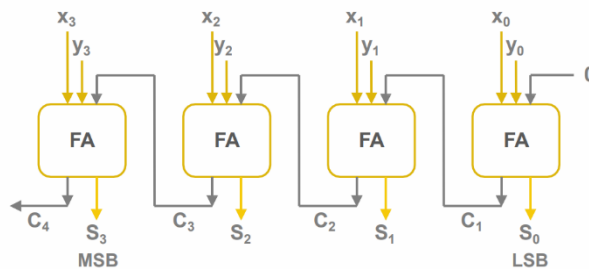 x₃ x₂ x₁ x₀
y₃ y₂ y₁ y₀
0
FA FA FA FA
C₄ S₃ C₃ S₂ C₂ S₁ C₁ S₀
MSB LSB